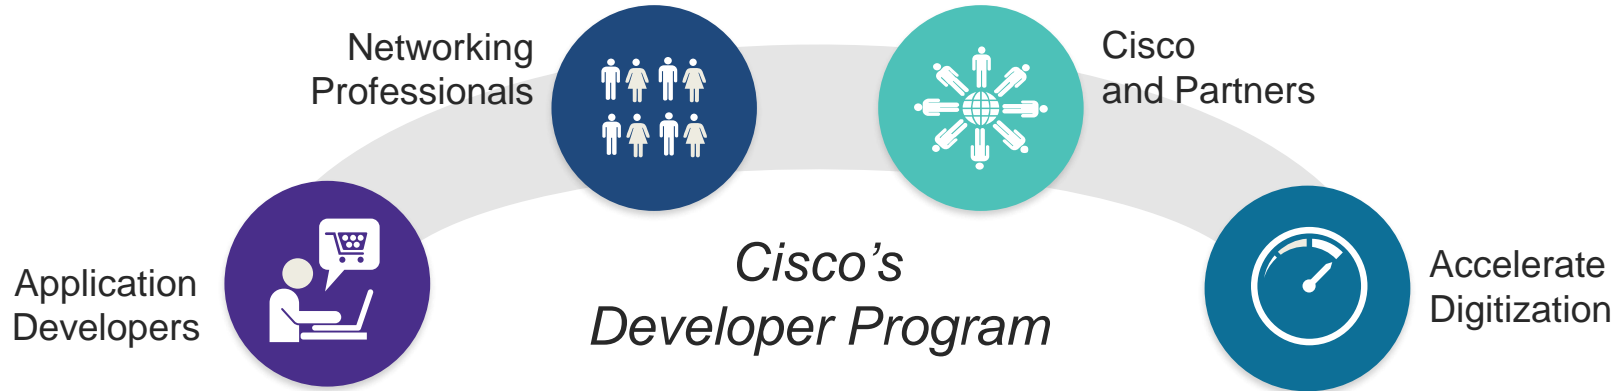 Networking
Professionals
Cisco
and Partners
Application
Developers
Cisco's
Developer Program
Accelerate
Digitization